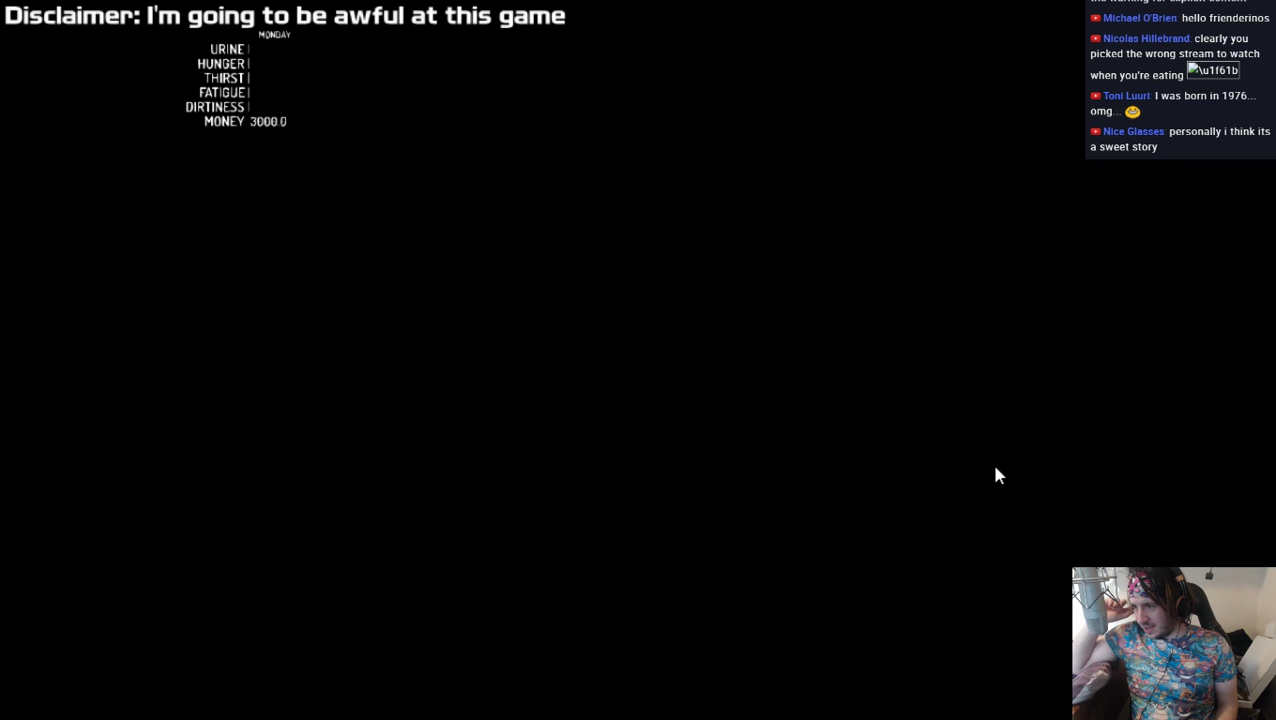 Disclaimer: I'm going to be awful at this game
MONDAY
URINE
HUNGER
THIRST
FATIGUE
DIRTINESS
MONEY 3000.0
Michael O'Brien: hello frienderinos
Nicolas Hillebrand: clearly you
picked the wrong stream to watch
when you're eating \u1f61b
Toni Luuri: I was born in 1976...
omg...
Nice Glasses: personally i think its
a sweet story